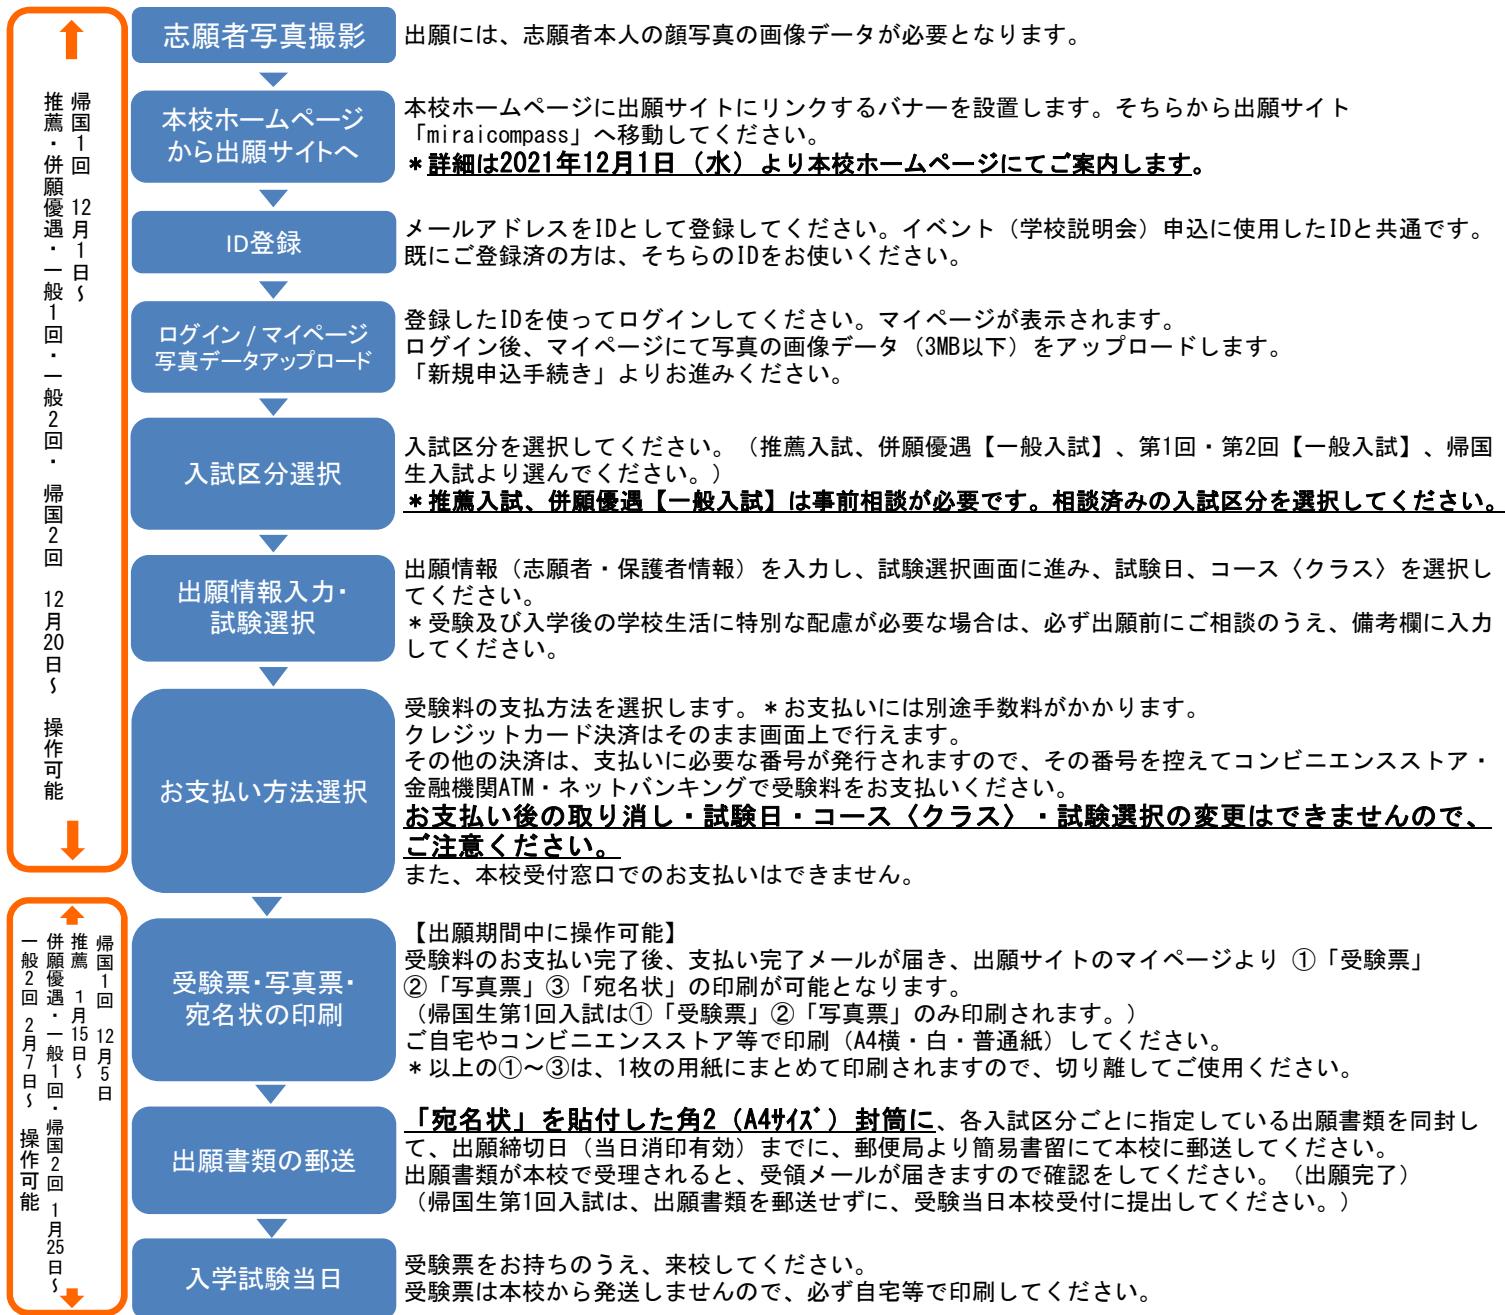 帰国1回 12月1日～
推薦・併願優遇・一般1回・一般2回・帰国2回 12月20日～ 操作可能
志願者写真撮影
出願には、志願者本人の顔写真の画像データが必要となります。
本校ホームページ
から出願サイトへ
本校ホームページに出願サイトにリンクするバナーを設置します。そちらから出願サイト
「miraicompass」へ移動してください。
＊詳細は2021年12月1日（水）より本校ホームページにてご案内します。
ID登録
メールアドレスをIDとして登録してください。イベント（学校説明会）申込に使用したIDと共通です。
既にご登録済の方は、そちらのIDをお使いください。
ログイン / マイページ
写真データアップロード
登録したIDを使ってログインしてください。マイページが表示されます。
ログイン後、マイページにて写真の画像データ（3MB以下）をアップロードします。
「新規申込手続き」よりお進みください。
入試区分選択
入試区分を選択してください。（推薦入試、併願優遇【一般入試】、第1回・第2回【一般入試】、帰国
生入試より選んでください。）
＊推薦入試、併願優遇【一般入試】は事前相談が必要です。相談済みの入試区分を選択してください。
出願情報入力・
試験選択
出願情報（志願者・保護者情報）を入力し、試験選択画面に進み、試験日、コース〈クラス〉を選択し
てください。
＊受験及び入学後の学校生活に特別な配慮が必要な場合は、必ず出願前にご相談のうえ、備考欄に入力
してください。
お支払い方法選択
受験料の支払方法を選択します。＊お支払いには別途手数料がかかります。
クレジットカード決済はそのまま画面上で行えます。
その他の決済は、支払いに必要な番号が発行されますので、その番号を控えてコンビニエンスストア・
金融機関ATM・ネットバンキングで受験料をお支払いください。
お支払い後の取り消し・試験日・コース〈クラス〉・試験選択の変更はできませんので、
ご注意ください。
また、本校受付窓口でのお支払いはできません。
帰国1回 12月5日
推薦 1月15日～
併願優遇・一般1回・帰国2回 1月25日～
一般2回 2月7日～ 操作可能
受験票・写真票・
宛名状の印刷
【出願期間中に操作可能】
受験料のお支払い完了後、支払い完了メールが届き、出願サイトのマイページより ①「受験票」
②「写真票」③「宛名状」の印刷が可能となります。
（帰国生第1回入試は①「受験票」②「写真票」のみ印刷されます。）
ご自宅やコンビニエンスストア等で印刷（A4横・白・普通紙）してください。
＊以上の①～③は、1枚の用紙にまとめて印刷されますので、切り離してご使用ください。
出願書類の郵送
「宛名状」を貼付した角2（A4ｻｲｽﾞ）封筒に、各入試区分ごとに指定している出願書類を同封し
て、出願締切日（当日消印有効）までに、郵便局より簡易書留にて本校に郵送してください。
出願書類が本校で受理されると、受領メールが届きますので確認をしてください。（出願完了）
（帰国生第1回入試は、出願書類を郵送せずに、受験当日本校受付に提出してください。）
入学試験当日
受験票をお持ちのうえ、来校してください。
受験票は本校から発送しませんので、必ず自宅等で印刷してください。